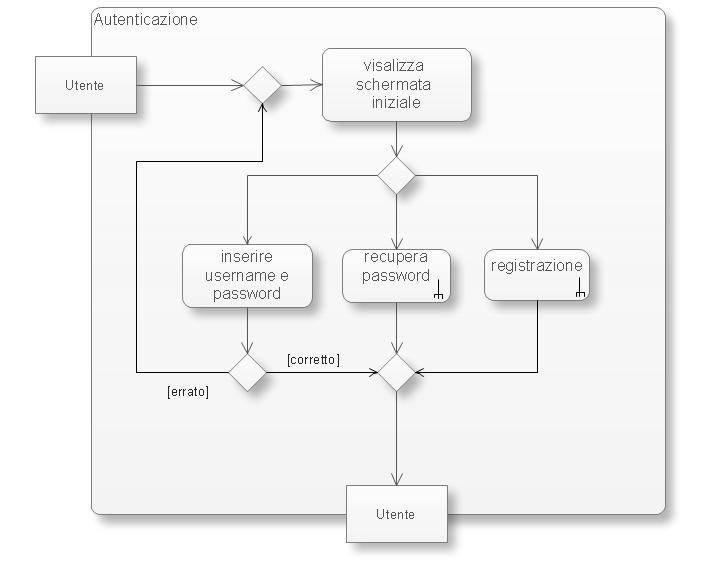 Autenticazione
Utente
visalizza
schermata
iniziale
inserire
username e
password
recupera
password
registrazione
[corretto]
[errato]
Utente